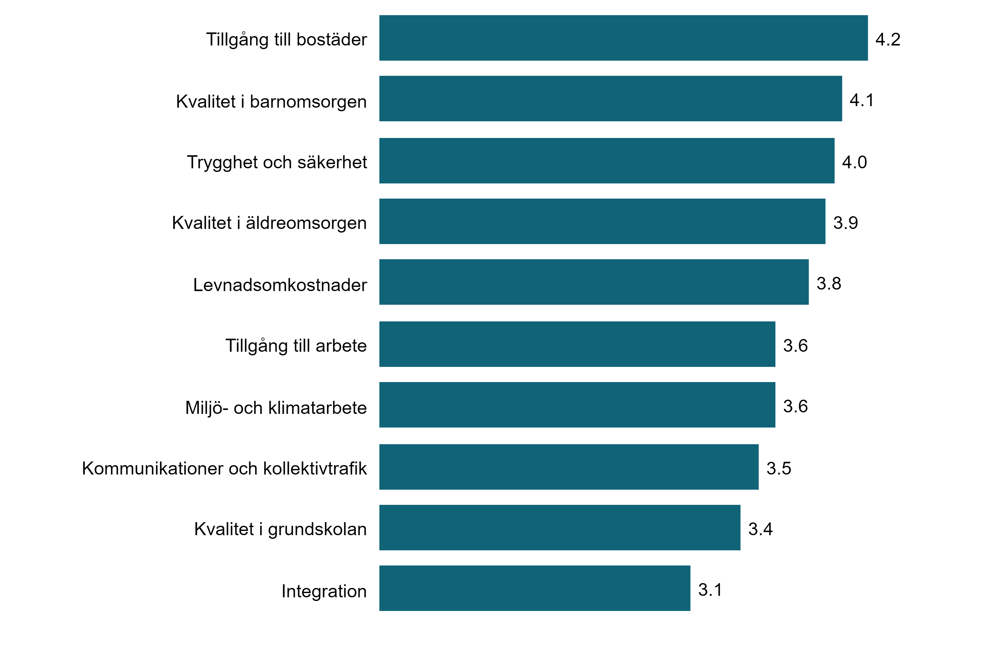 Tillgång till bostäder 4.2
Kvalitet i barnomsorgen 4.1
Trygghet och säkerhet 4.0
Kvalitet i äldreomsorgen 3.9
Levnadsomkostnader 3.8
Tillgång till arbete 3.6
Miljö- och klimatarbete 3.6
Kommunikationer och kollektivtrafik 3.5
Kvalitet i grundskolan 3.4
Integration 3.1